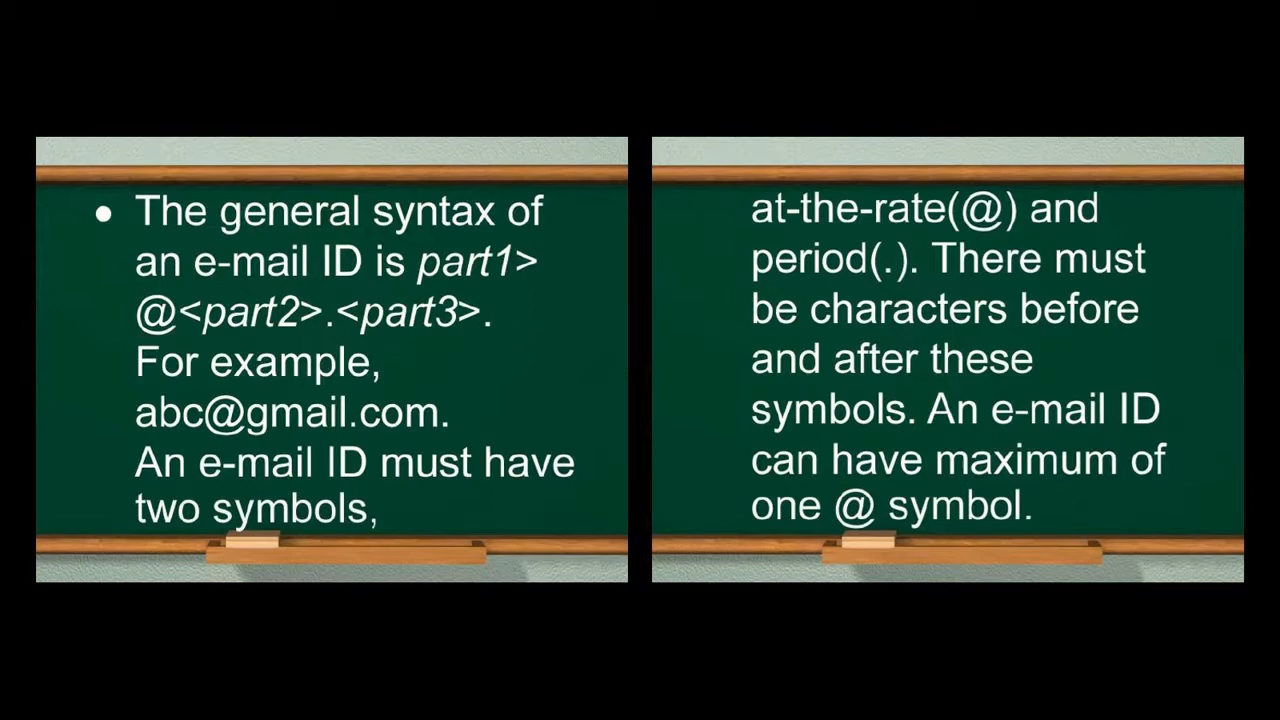 • The general syntax of
an e-mail ID is part1>
@<part2>.<part3>.
For example,
abc@gmail.com.
An e-mail ID must have
two symbols,
at-the-rate(@) and
period(.). There must
be characters before
and after these
symbols. An e-mail ID
can have maximum of
one @ symbol.